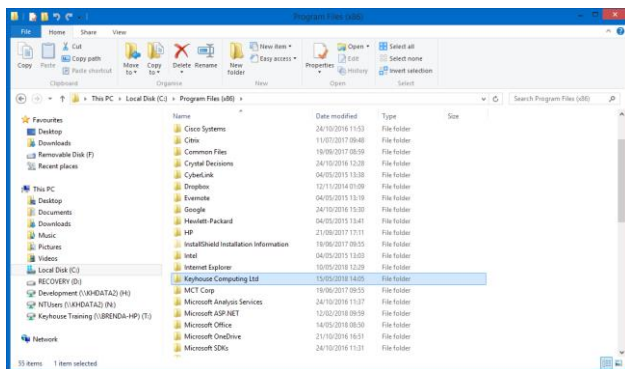 Program Files (x86)
File Home Share View
Copy
Paste
Cut
Copy path
Paste shortcut
Clipboard
Move to
Copy to
Delete
Rename
Organise
New folder
New item
Easy access
New
Properties
Open
Edit
History
Open
Select all
Select none
Invert selection
Select
This PC Local Disk (C:) Program Files (x86)
Search Program Files (x86)
Favourites
Desktop
Downloads
Removable Disk (F)
Recent places
This PC
Desktop
Documents
Downloads
Music
Pictures
Videos
Local Disk (C:)
RECOVERY (D:)
Development (\\KHDATA2) (H:)
NTUsers (\\KHDATA2) (N:)
Keyhouse Training (\\BRENDA-HP) (T:)
Network
Name Date modified Type Size
Cisco Systems 24/10/2016 11:53 File folder
Citrix 11/07/2017 09:48 File folder
Common Files 19/09/2017 08:59 File folder
Crystal Decisions 24/10/2016 12:28 File folder
CyberLink 04/05/2015 13:38 File folder
Dropbox 12/11/2014 01:09 File folder
Evernote 04/05/2015 13:19 File folder
Google 24/10/2016 15:30 File folder
Hewlett-Packard 04/05/2015 13:41 File folder
HP 21/09/2017 17:11 File folder
InstallShield Installation Information 19/06/2017 09:55 File folder
Intel 04/05/2015 13:03 File folder
Internet Explorer 10/05/2018 12:29 File folder
Keyhouse Computing Ltd 15/05/2018 14:05 File folder
MCT Corp 19/06/2017 09:55 File folder
Microsoft Analysis Services 24/10/2016 11:37 File folder
Microsoft ASP.NET 12/02/2018 09:59 File folder
Microsoft Office 14/05/2018 08:50 File folder
Microsoft OneDrive 21/10/2016 16:51 File folder
Microsoft SDKs 24/10/2016 11:31 File folder
55 items 1 item selected